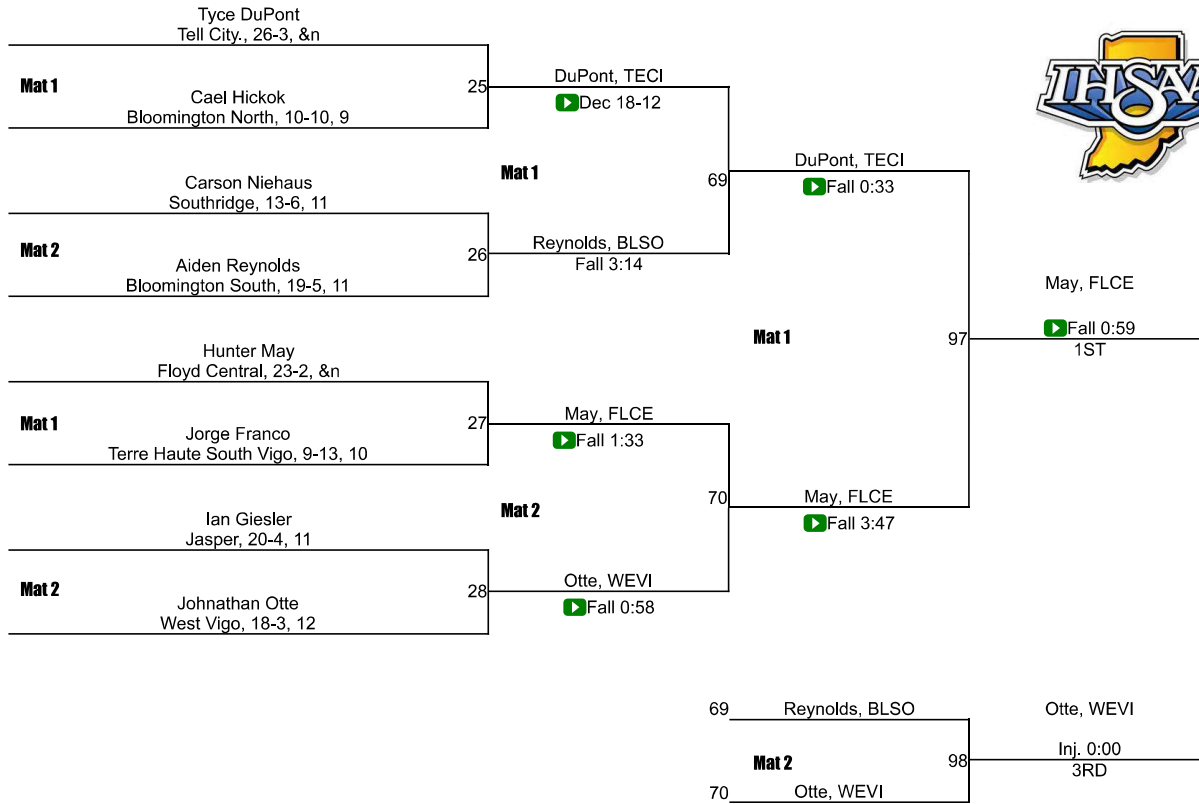 Tyce DuPont
Tell City., 26-3, &n
Mat 1
25
Cael Hickok
Bloomington North, 10-10, 9
DuPont, TECI
Dec 18-12
Carson Niehaus
Southridge, 13-6, 11
Mat 2
26
Aiden Reynolds
Bloomington South, 19-5, 11
Mat 1
69
Reynolds, BLSO
Fall 3:14
DuPont, TECI
Fall 0:33
Hunter May
Floyd Central, 23-2, &n
Mat 1
27
Jorge Franco
Terre Haute South Vigo, 9-13, 10
May, FLCE
Fall 1:33
Ian Giesler
Jasper, 20-4, 11
Mat 2
28
Johnathan Otte
West Vigo, 18-3, 12
Mat 2
70
Otte, WEVI
Fall 0:58
May, FLCE
Fall 3:47
Mat 1
97
IHSAA
May, FLCE
Fall 0:59
1ST
69
Reynolds, BLSO
Mat 2
98
70
Otte, WEVI
Otte, WEVI
Inj. 0:00
3RD